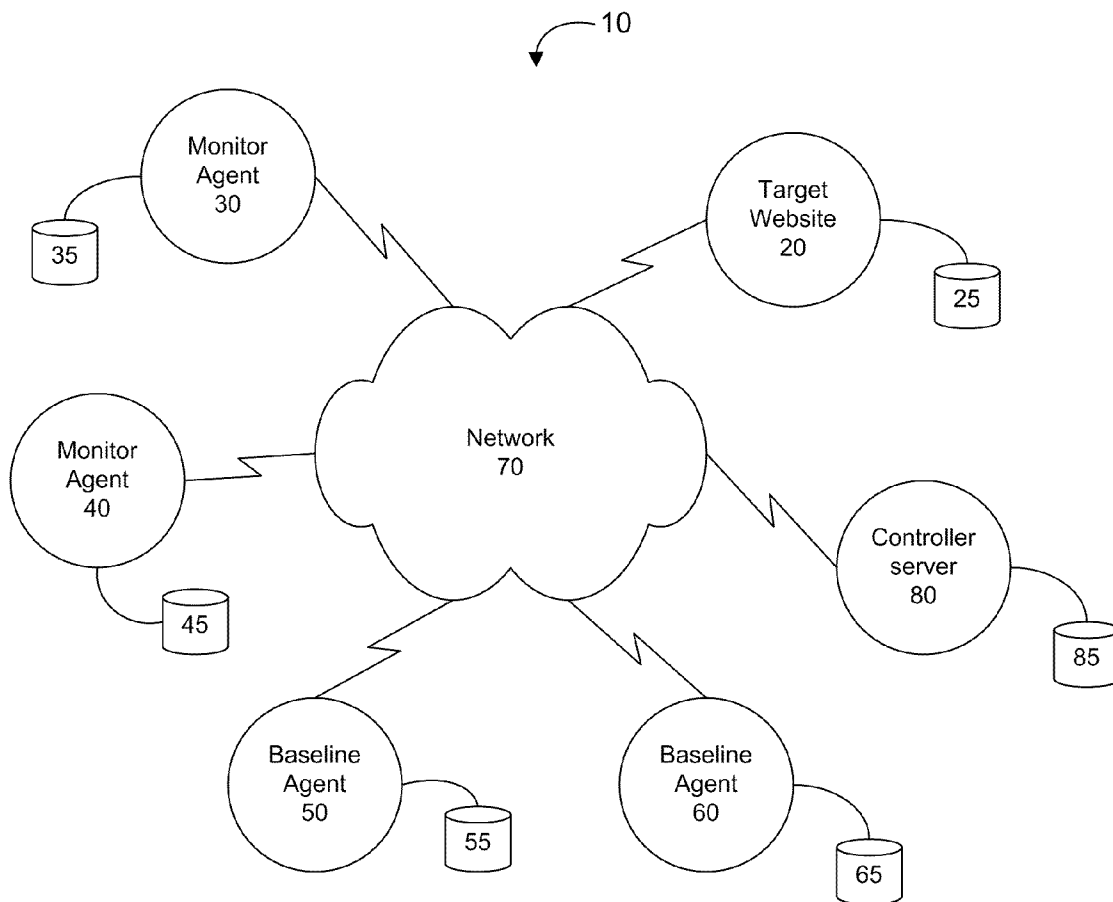 10
Monitor
Agent
30
35
Target
Website
20
25
Monitor
Agent
40
45
Network
70
Controller
server
80
85
Baseline
Agent
50
55
Baseline
Agent
60
65